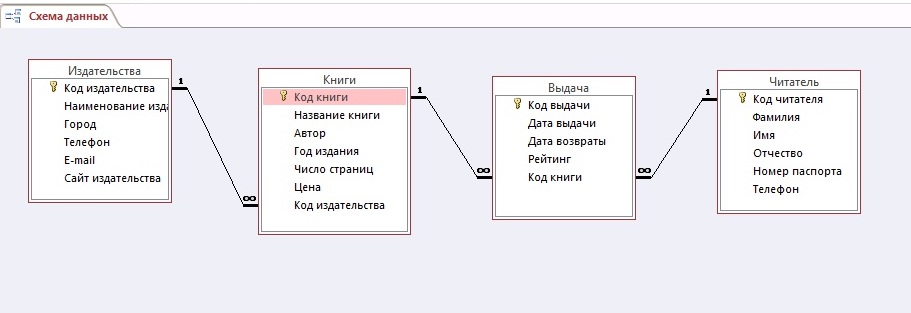 Схема данных
Издательства
Код издательства
Наименование изда
Город
Телефон
E-mail
Сайт издательства
1
∞
Книги
Код книги
Название книги
Автор
Год издания
Число страниц
Цена
Код издательства
1
∞
Выдача
Код выдачи
Дата выдачи
Дата возвраты
Рейтинг
Код книги
∞
1
Читатель
Код читателя
Фамилия
Имя
Отчество
Номер паспорта
Телефон